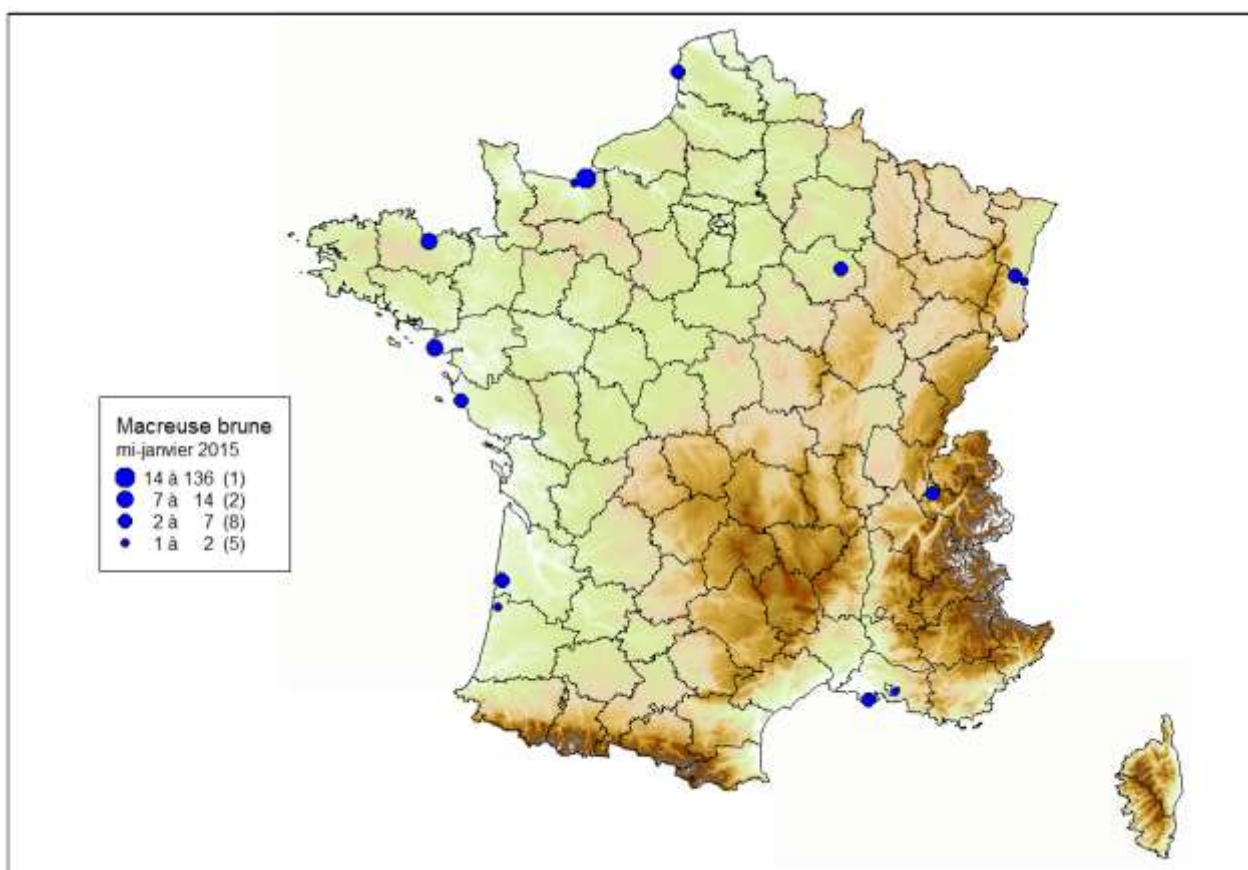 Macreuse brune
mi-janvier 2015
14 à 136 (1)
7 à 14 (2)
2 à 7 (8)
1 à 2 (5)